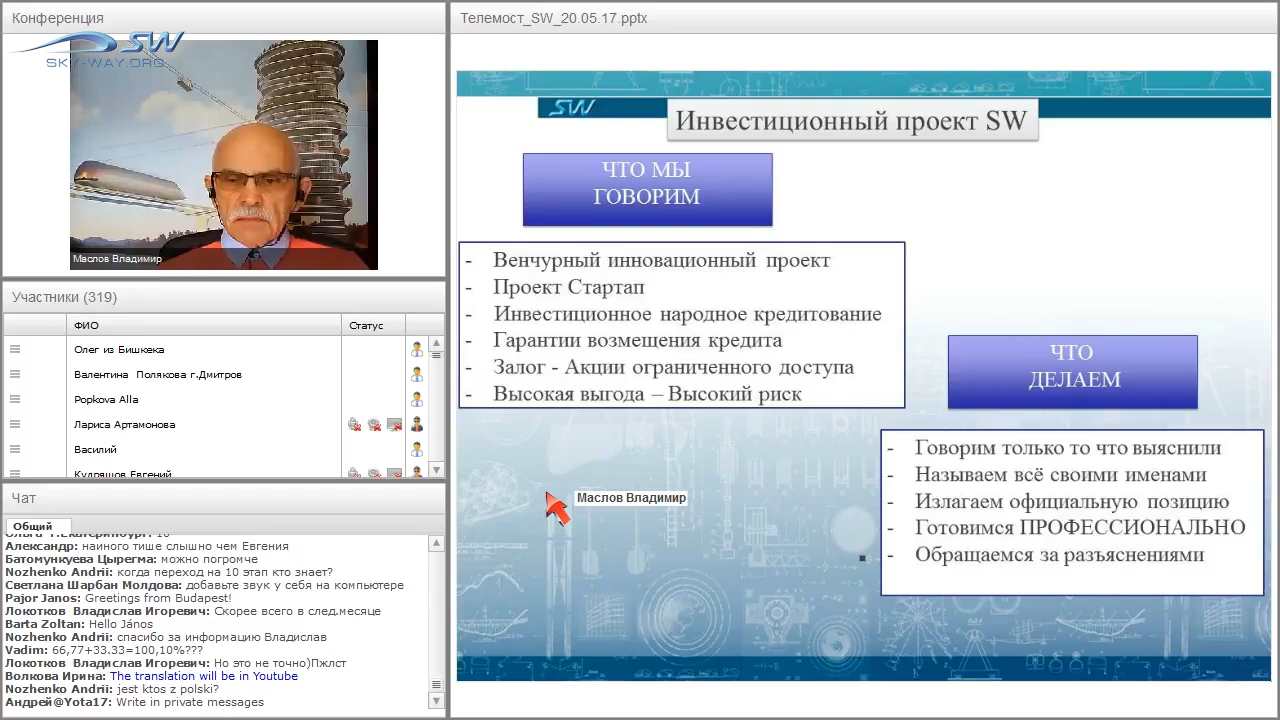 Конференция
SW
SKY-WAY.ORG
Маслов Владимир
Участники (319)
ФИО
Статус
Олег из Бишкека
Валентина Полякова г.Дмитров
Popkova Alla
Лариса Артамонова
Василий
Кудряшов Евгений
Чат
Общий
Ольга г.Екатеринбург: 10
Александр: наиного тише слышно чем Евгения
Батомункуева Цырегма: можно погромче
Nozhenko Andrii: когда переход на 10 этап кто знает?
Светлана Шарбан Молдова: добавьте звук у себя на компьютере
Pajor Janos: Greetings from Budapest!
Локотков Владислав Игоревич: Скорее всего в след.месяце
Barta Zoltan: Hello János
Nozhenko Andrii: спасибо за информацию Владислав
Vadim: 66,77+33.33=100,10%???
Локотков Владислав Игоревич: Но это не точно)Пжлст
Волкова Ирина: The translation will be in Youtube
Nozhenko Andrii: jest ktos z polski?
Андрей@Yota17: Write in private messages
Телемост_SW_20.05.17.pptx
SW
Инвестиционный проект SW
ЧТО МЫ
ГОВОРИМ
- Венчурный инновационный проект
- Проект Стартап
- Инвестиционное народное кредитование
- Гарантии возмещения кредита
- Залог - Акции ограниченного доступа
- Высокая выгода – Высокий риск
ЧТО
ДЕЛАЕМ
- Говорим только то что выяснили
- Называем всё своими именами
- Излагаем официальную позицию
- Готовимся ПРОФЕССИОНАЛЬНО
- Обращаемся за разъяснениями
Маслов Владимир